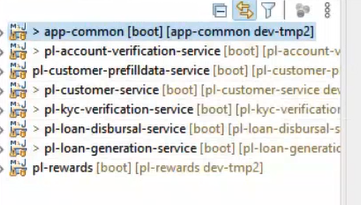 > app-common [boot] [app-common dev-tmp2]
> pl-account-verification-service [boot] [pl-account-v
pl-customer-prefilldata-service [boot] [pl-customer-p
> pl-customer-service [boot] [pl-customer-service dev
> pl-kyc-verification-service [boot] [pl-kyc-verification
> pl-loan-disbursal-service [boot] [pl-loan-disbursal-s
> pl-loan-generation-service [boot] [pl-loan-generatio
pl-rewards [boot] [pl-rewards dev-tmp2]